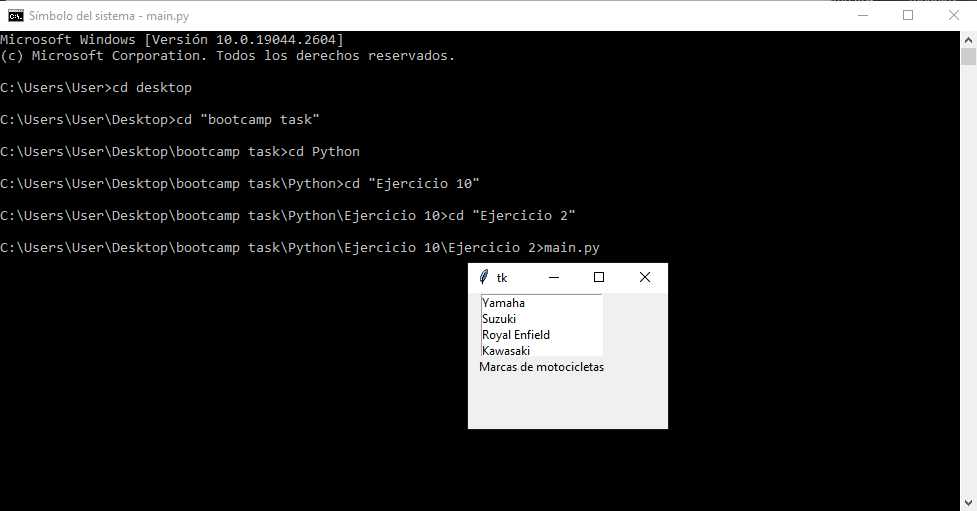 Símbolo del sistema - main.py
Microsoft Windows [Versión 10.0.19044.2604]
(c) Microsoft Corporation. Todos los derechos reservados.
C:\Users\User>cd desktop
C:\Users\User\Desktop>cd "bootcamp task"
C:\Users\User\Desktop\bootcamp task>cd Python
C:\Users\User\Desktop\bootcamp task\Python>cd "Ejercicio 10"
C:\Users\User\Desktop\bootcamp task\Python\Ejercicio 10>cd "Ejercicio 2"
C:\Users\User\Desktop\bootcamp task\Python\Ejercicio 10\Ejercicio 2>main.py
tk
Yamaha
Suzuki
Royal Enfield
Kawasaki
Marcas de motocicletas